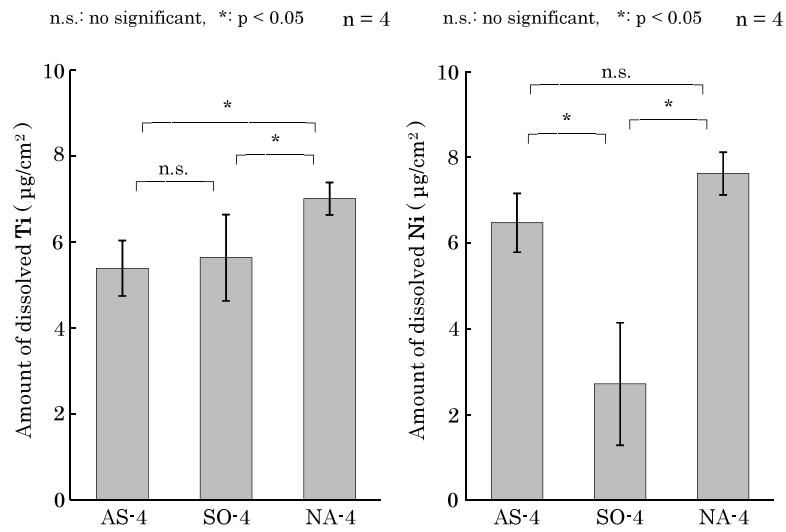 n.s.: no significant, *: p < 0.05 n = 4
Amount of dissolved Ti ( µg/cm²)
10
8
6
4
2
0
*
*
n.s.
AS-4 SO-4 NA-4
n.s.: no significant, *: p < 0.05 n = 4
Amount of dissolved Ni ( µg/cm²)
10
8
6
4
2
0
n.s.
*
*
AS-4 SO-4 NA-4